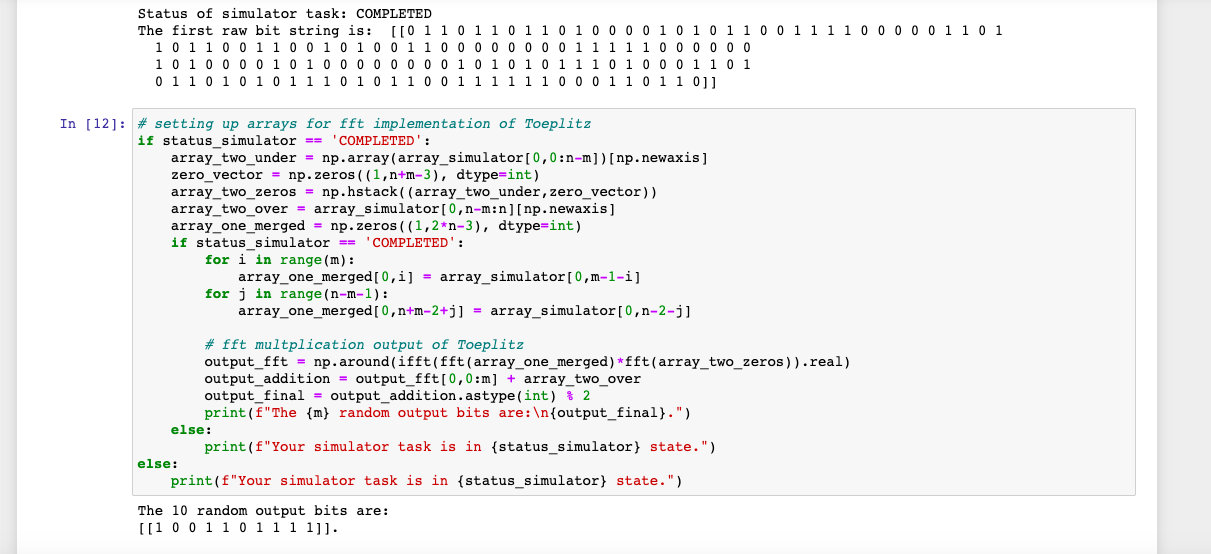 Status of simulator task: COMPLETED
The first raw bit string is:  [[0 1 1 0 1 1 0 1 1 0 1 0 0 0 0 1 0 1 0 1 1 0 0 1 1 1 1 0 0 0 0 0 1 1 0 1
1 0 1 1 0 0 1 1 0 0 1 0 1 0 0 1 1 0 0 0 0 0 0 0 0 1 1 1 1 1 0 0 0 0 0 0
1 0 1 0 0 0 0 1 0 1 0 0 0 0 0 0 0 0 1 0 1 0 1 0 1 1 1 0 1 0 0 0 1 1 0 1
0 1 1 0 1 0 1 0 1 1 1 0 1 0 1 1 0 0 1 1 1 1 1 1 0 0 0 1 1 0 1 1 0]]
In [12]: # setting up arrays for fft implementation of Toeplitz
if status_simulator == 'COMPLETED':
    array_two_under = np.array(array_simulator[0,0:n-m])[np.newaxis]
    zero_vector = np.zeros((1,n+m-3), dtype=int)
    array_two_zeros = np.hstack((array_two_under,zero_vector))
    array_two_over = array_simulator[0,n-m:n][np.newaxis]
    array_one_merged = np.zeros((1,2*n-3), dtype=int)
    if status_simulator == 'COMPLETED':
        for i in range(m):
            array_one_merged[0,i] = array_simulator[0,m-1-i]
        for j in range(n-m-1):
            array_one_merged[0,n+m-2+j] = array_simulator[0,n-2-j]
        # fft multplication output of Toeplitz
        output_fft = np.around(ifft(fft(array_one_merged)*fft(array_two_zeros)).real)
        output_addition = output_fft[0,0:m] + array_two_over
        output_final = output_addition.astype(int) % 2
        print(f"The {m} random output bits are:\n{output_final}.")
    else:
        print(f"Your simulator task is in {status_simulator} state.")
else:
    print(f"Your simulator task is in {status_simulator} state.")
The 10 random output bits are:
[[1 0 0 1 1 0 1 1 1 1]].